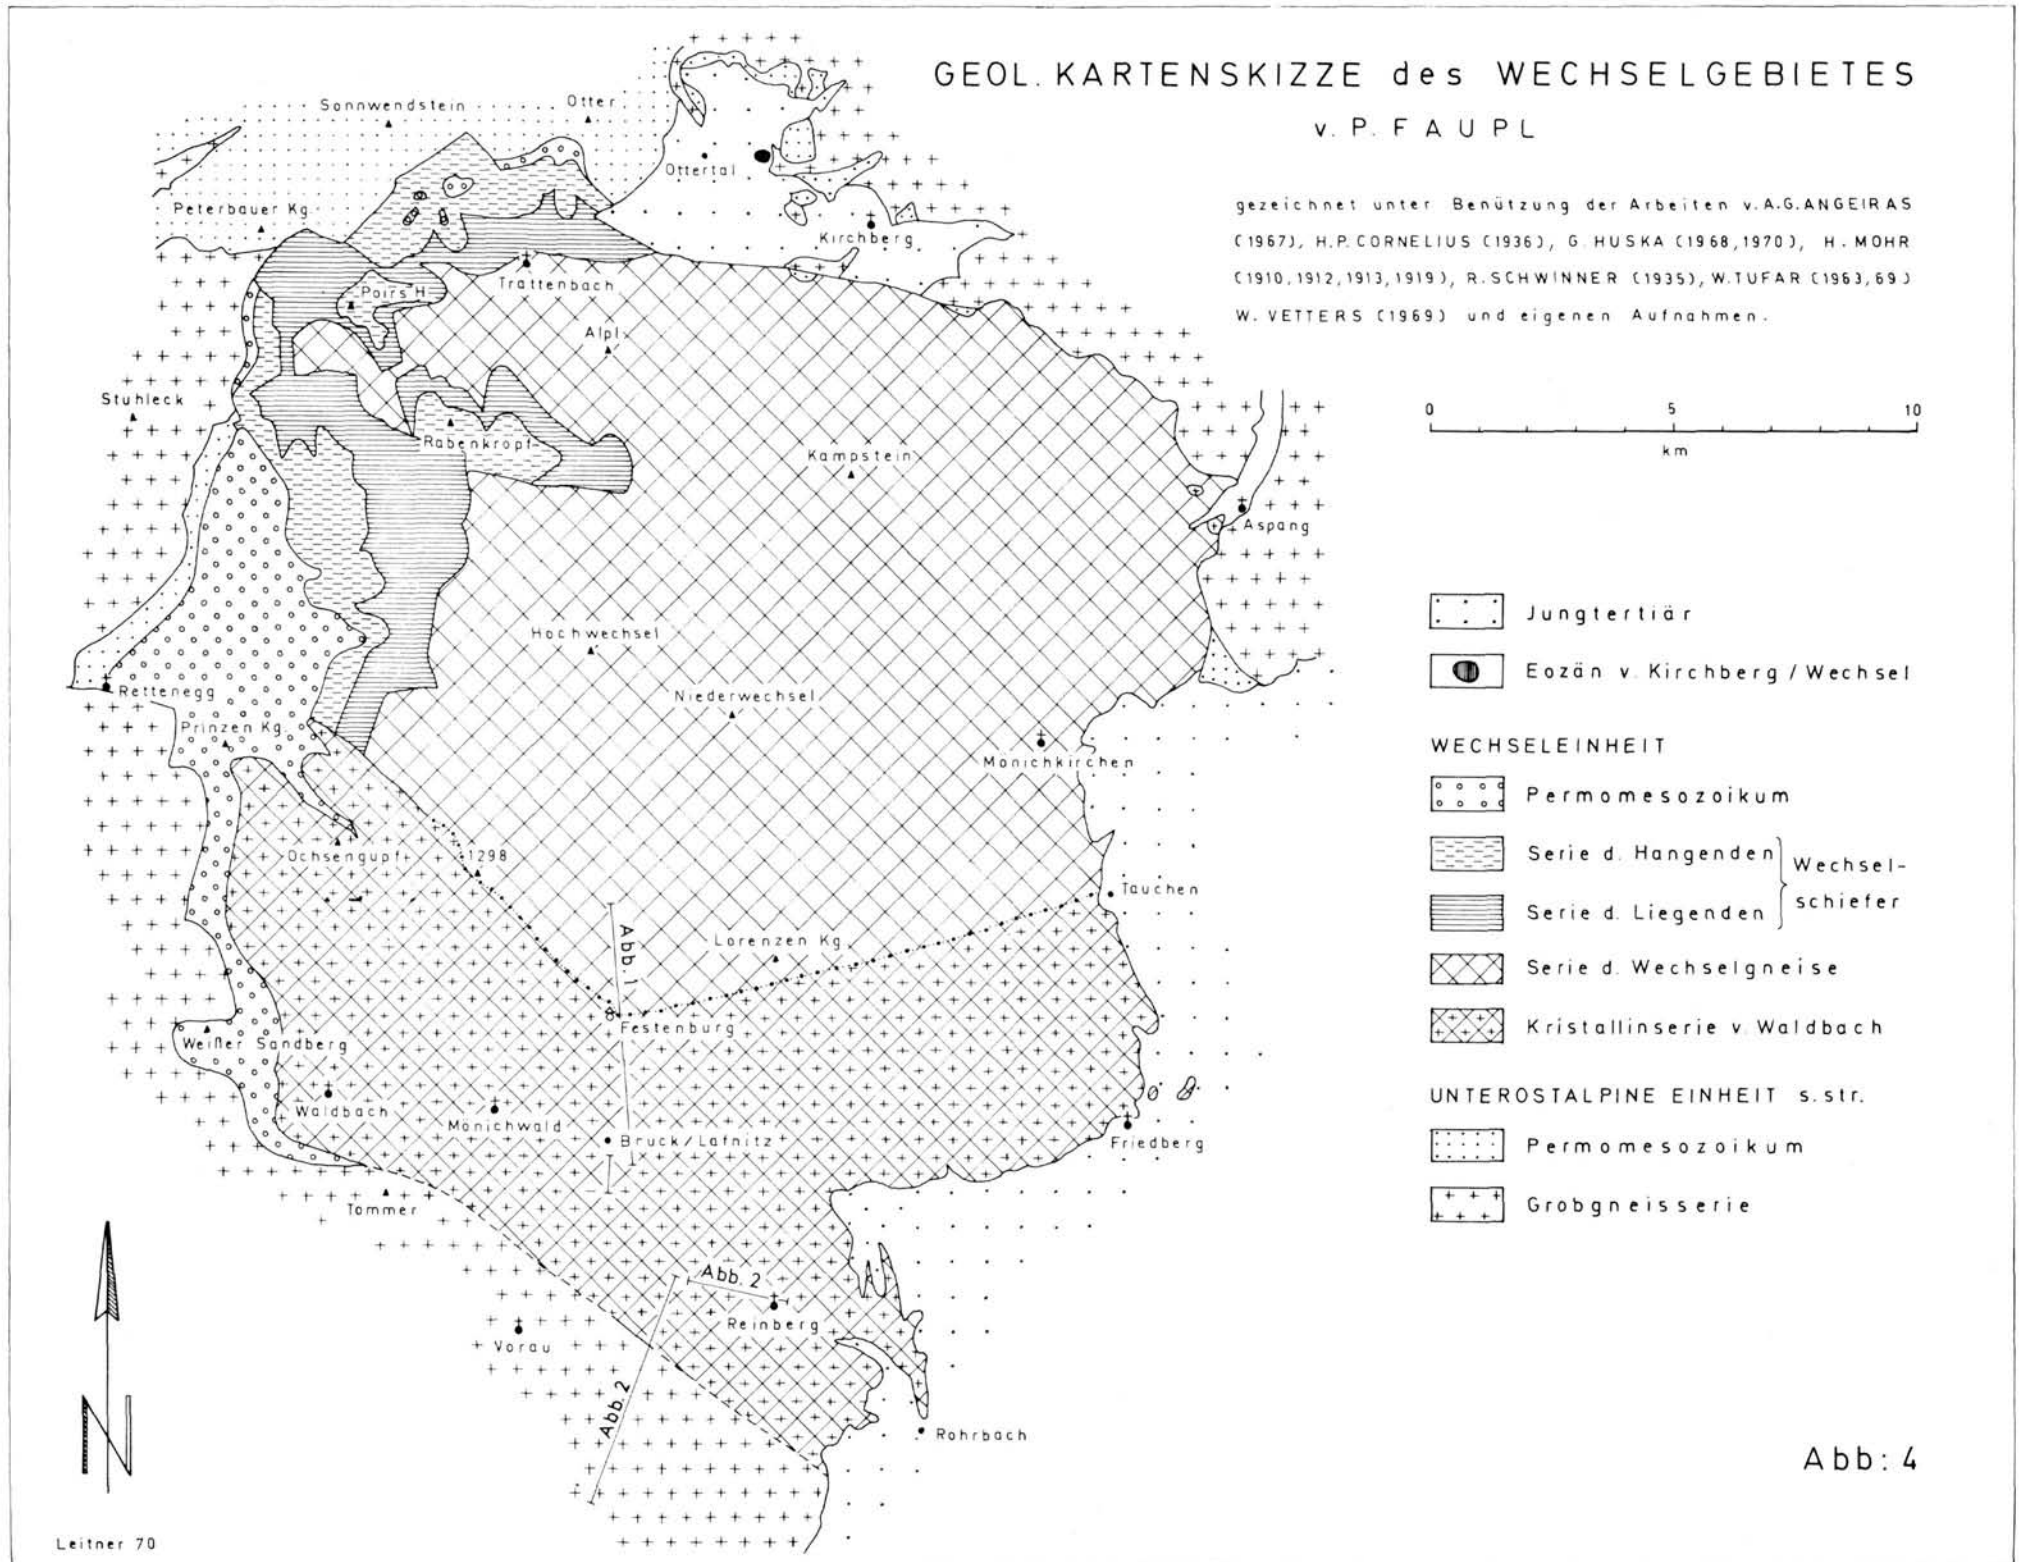 GEOL. KARTENSKIZZE des WECHSELGEBIETES
v. P. FAUPL
gezeichnet unter Benützung der Arbeiten v. A.G. ANGEIRAS
(1967), H.P. CORNELIUS (1936), G. HUSKA (1968, 1970), H. MOHR
(1910, 1912, 1913, 1919), R. SCHWINNER (1935), W. TUFAR (1963, 69)
W. VETTERS (1969) und eigenen Aufnahmen.
0 5 10
km
Jungtertiär
Eozän v. Kirchberg / Wechsel
WECHSELEINHEIT
Permomesozoikum
Serie d. Hangenden
Serie d. Liegenden
Wechsel-
schiefer
Serie d. Wechselgneise
Kristallinserie v. Waldbach
UNTEROSTALPINE EINHEIT s. str.
Permomesozoikum
Grobgneisserie
Abb: 4
Sonnwendstein
Otter
Ottertal
Peterbauer Kg.
Kirchberg
Trattenbach
Poirs H.
Alpl
Stuhleck
Rabenkropf
Kampstein
Aspang
Hochwechsel
Rettenegg
Niederwechsel
Prinzen Kg.
Mönichkirchen
Ochsengupf
1298
Tauchen
Abb. 1
Lorenzen Kg.
Festenburg
Weißer Sandberg
Waldbach
Mönichwald
Bruck/Lafnitz
Friedberg
Tommer
Abb. 2
Reinberg
Vorau
Abb. 2
Rohrbach
N
Leitner 70